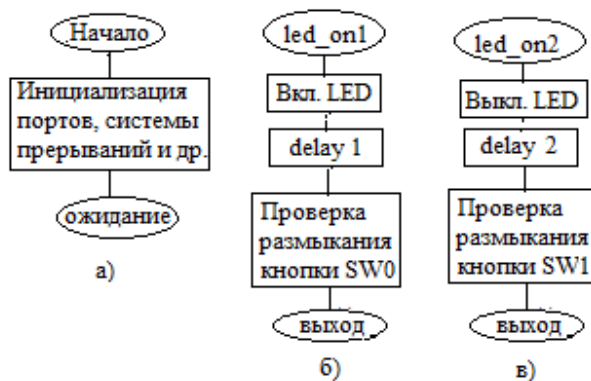 Начало
Инициализация
портов, системы
прерываний и др.
ожидание
а)
led_on1
Вкл. LED
delay 1
Проверка
размыкания
кнопки SW0
выход
б)
led_on2
Выкл. LED
delay 2
Проверка
размыкания
кнопки SW1
выход
в)